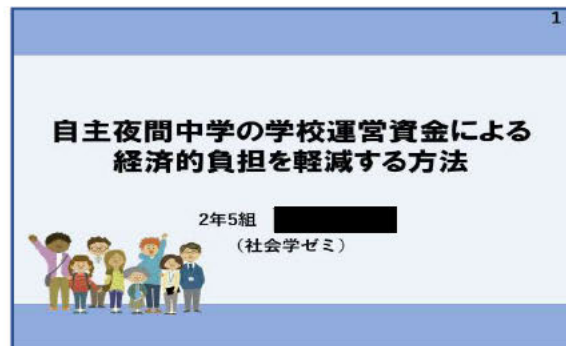 1
自主夜間中学の学校運営資金による
経済的負担を軽減する方法
2年5組
(社会学ゼミ)